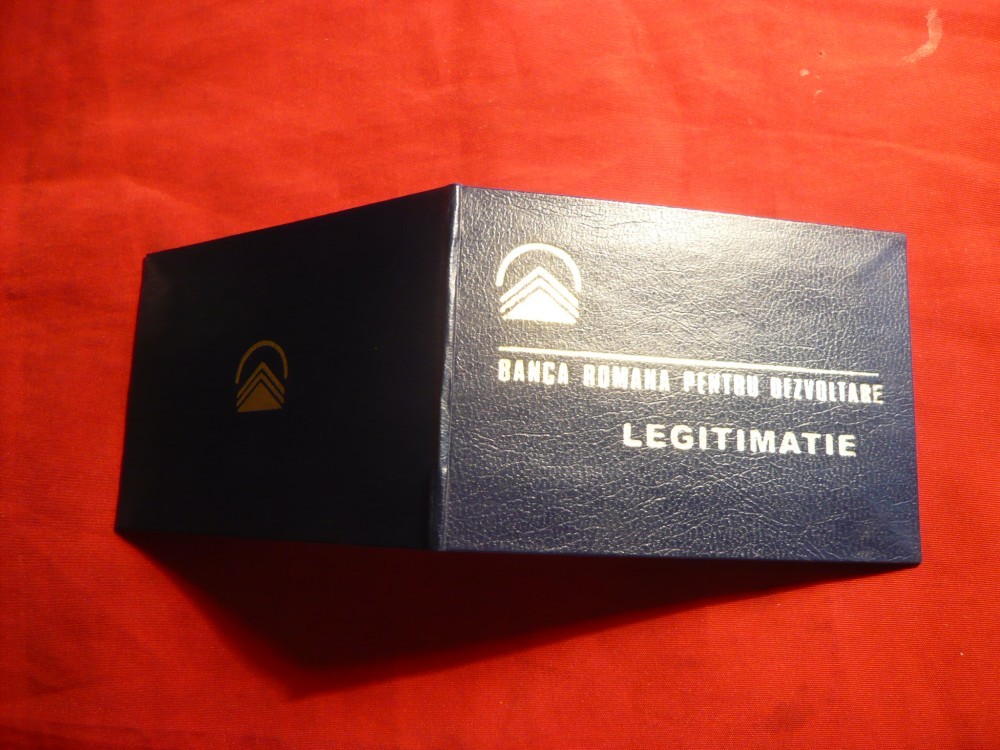 BANCA ROMANA PENTRU DEZVOLTARE
LEGITIMATIE